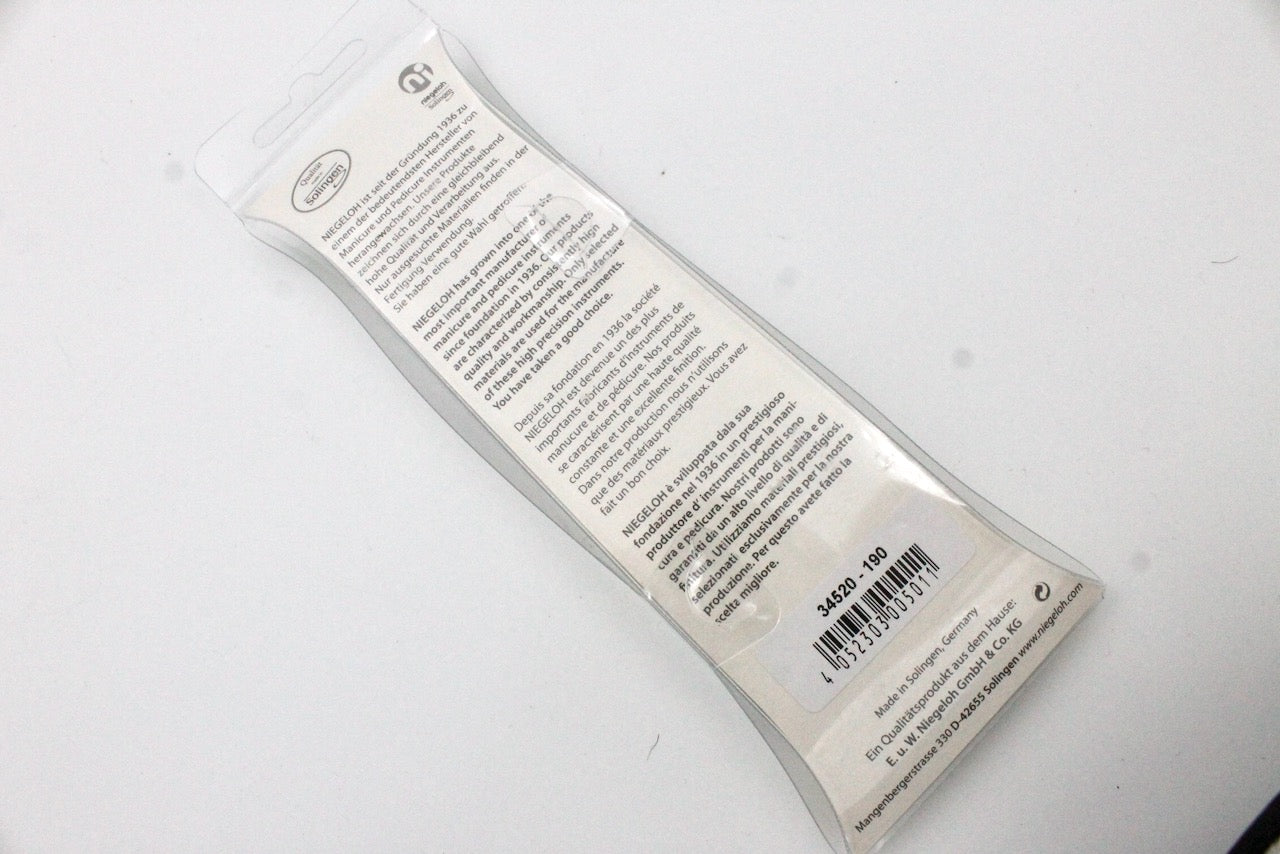 ni
niegeloh
Solingen
Qualität
Solingen
NIEGELOH ist seit der Gründung 1936 zu
einem der bedeutendsten Hersteller von
Manicure und Pedicure Instrumenten
herangewachsen. Unsere Produkte
zeichnen sich durch eine gleichbleibend
hohe Qualität und Verarbeitung aus.
Nur ausgesuchte Materialien finden in der
Fertigung Verwendung.
Sie haben eine gute Wahl getroffen.
NIEGELOH has grown into one of the
most important manufacturer of
manicure and pedicure instruments
since foundation in 1936. Our products
are characterized by consistently high
quality and workmanship. Only selected
materials are used for the manufacture
of these high precision instruments.
You have taken a good choice.
Depuis sa fondation en 1936 la société
NIEGELOH est devenue un des plus
importants fabricants d'instruments de
manucure et de pédicure. Nos produits
se caractérisent par une haute qualité
constante et une excellente finition.
Dans notre production nous n'utilisons
que des matériaux prestigieux. Vous avez
fait un bon choix.
NIEGELOH è sviluppata dala sua
fondazione nel 1936 in un prestigioso
produttore d' instrumenti per la mani-
cura e pedicura. Nostri prodotti sono
garantiti da un alto livello di qualità e di
finitura. Utilizziamo materiali prestigiosi,
selezionati esclusivamente per la nostra
produzione. Per questo avete fatto la
scelta migliore.
34520 - 190
4 052303 005011
Made in Solingen, Germany
Ein Qualitätsprodukt aus dem Hause:
E. u. W. Niegeloh GmbH & Co. KG
Mangenbergerstrasse 330 D-42655 Solingen www.niegeloh.com